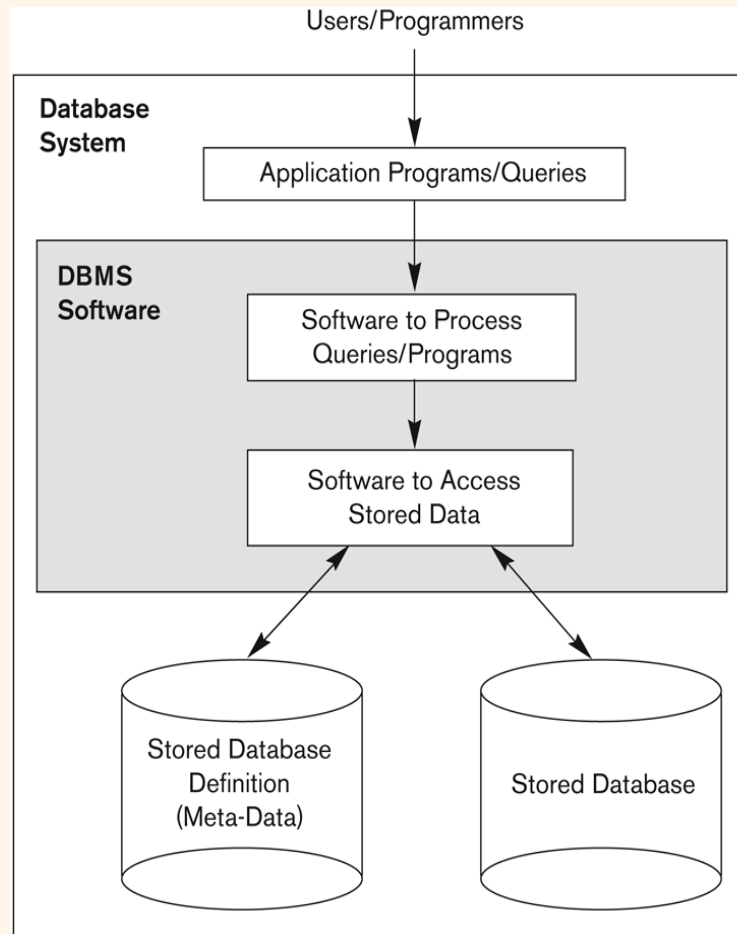 Users/Programmers
Database
System
Application Programs/Queries
DBMS
Software
Software to Process
Queries/Programs
Software to Access
Stored Data
Stored Database
Definition
(Meta-Data)
Stored Database